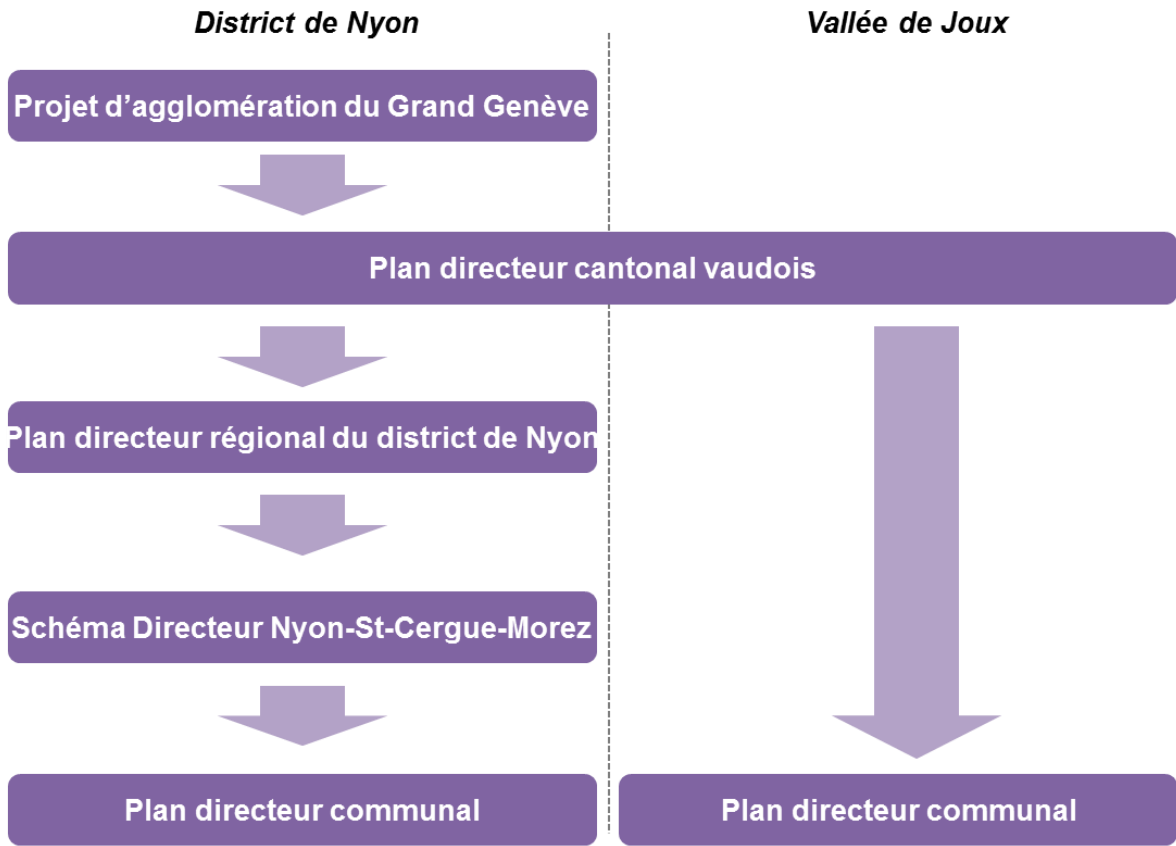 District de Nyon
Vallée de Joux
Projet d’agglomération du Grand Genève
Plan directeur cantonal vaudois
Plan directeur régional du district de Nyon
Schéma Directeur Nyon-St-Cergue-Morez
Plan directeur communal
Plan directeur communal